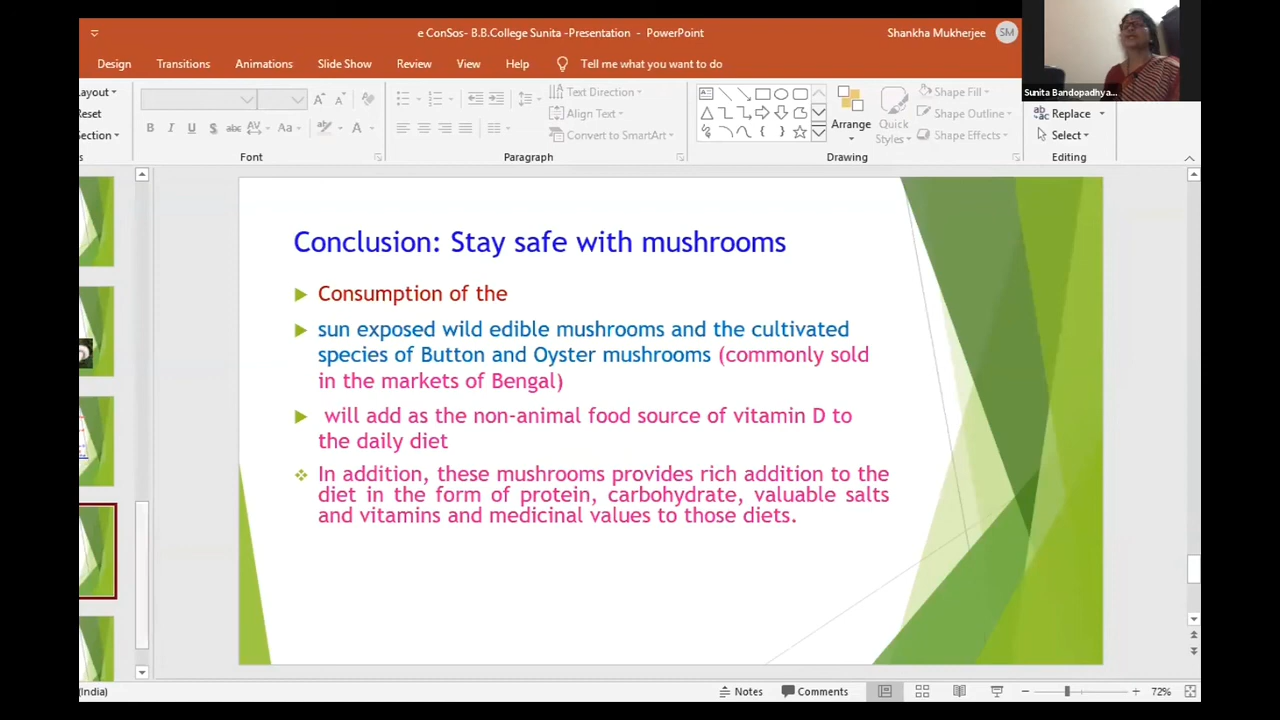 e ConSos- B.B.College Sunita -Presentation - PowerPoint
Shankha Mukherjee
SM
Sunita Bandopadhya...
Design Transitions Animations Slide Show Review View Help Tell me what you want to do
ayout
Reset
Section
B I U S abc AV Aa A
Font
Text Direction
Align Text
Convert to SmartArt
Paragraph
Arrange
Quick
Styles
Shape Fill
Shape Outline
Shape Effects
Drawing
Replace
Select
Editing
Conclusion: Stay safe with mushrooms
Consumption of the
sun exposed wild edible mushrooms and the cultivated
species of Button and Oyster mushrooms (commonly sold
in the markets of Bengal)
will add as the non-animal food source of vitamin D to
the daily diet
In addition, these mushrooms provides rich addition to the
diet in the form of protein, carbohydrate, valuable salts
and vitamins and medicinal values to those diets.
(India)
Notes
Comments
72%